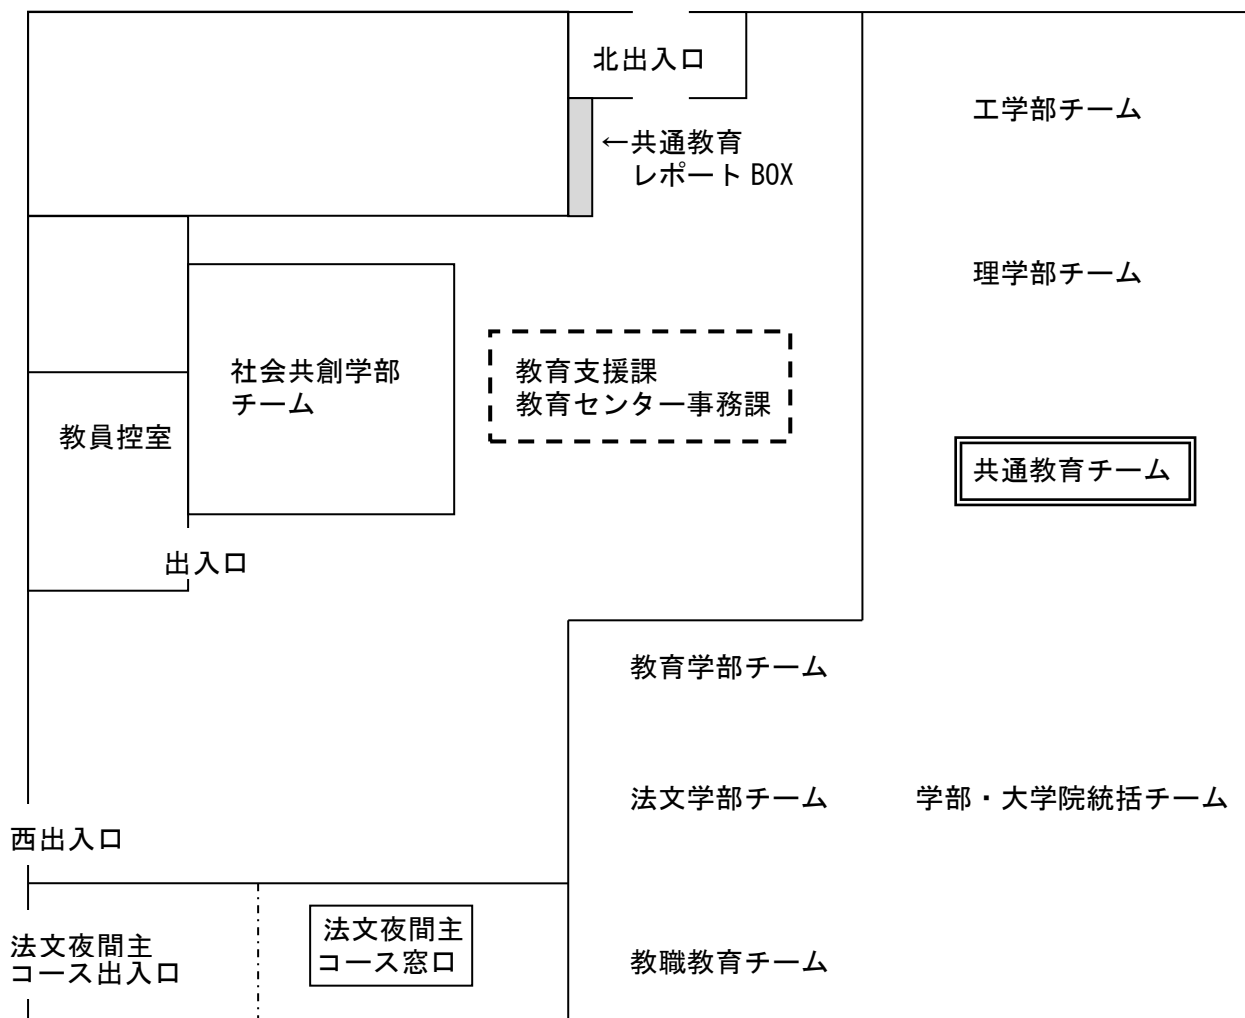 北出入口
工学部チーム
←共通教育
レポート BOX
理学部チーム
社会共創学部
チーム
教育支援課
教育センター事務課
教員控室
共通教育チーム
出入口
教育学部チーム
法文学部チーム
学部・大学院統括チーム
西出入口
法文夜間主
コース出入口
法文夜間主
コース窓口
教職教育チーム